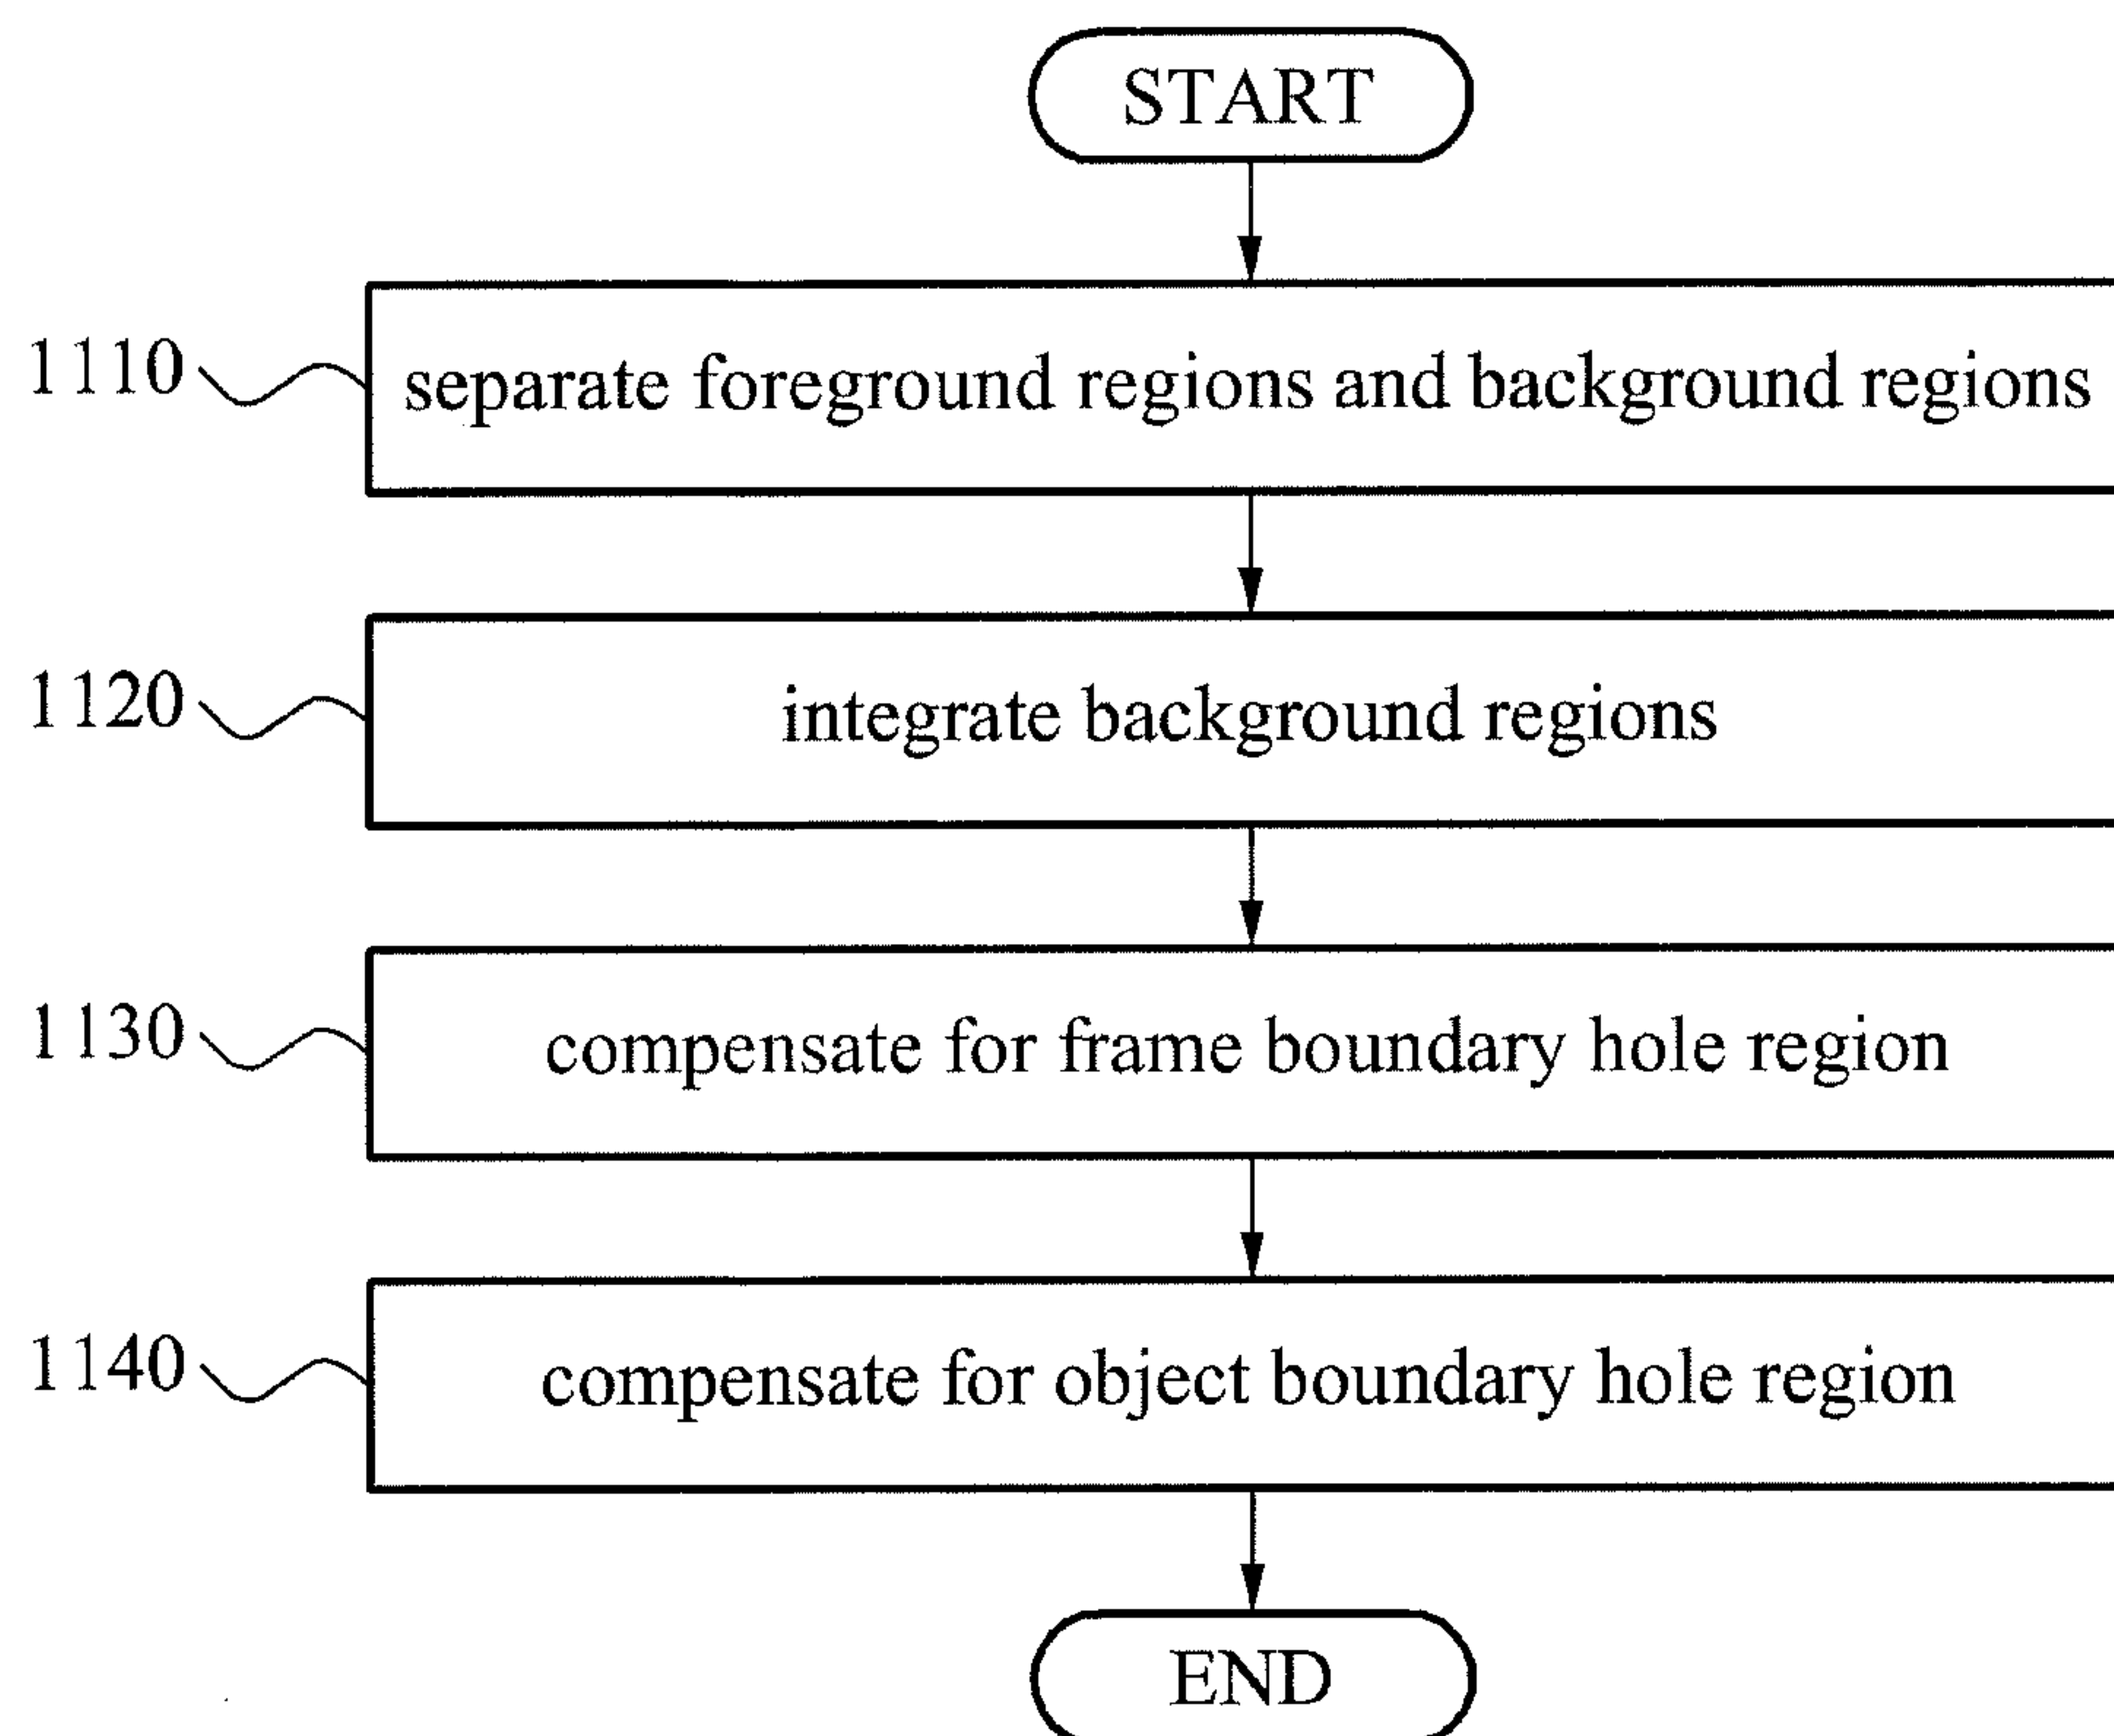 START
1110
separate foreground regions and background regions
1120
integrate background regions
1130
compensate for frame boundary hole region
1140
compensate for object boundary hole region
END